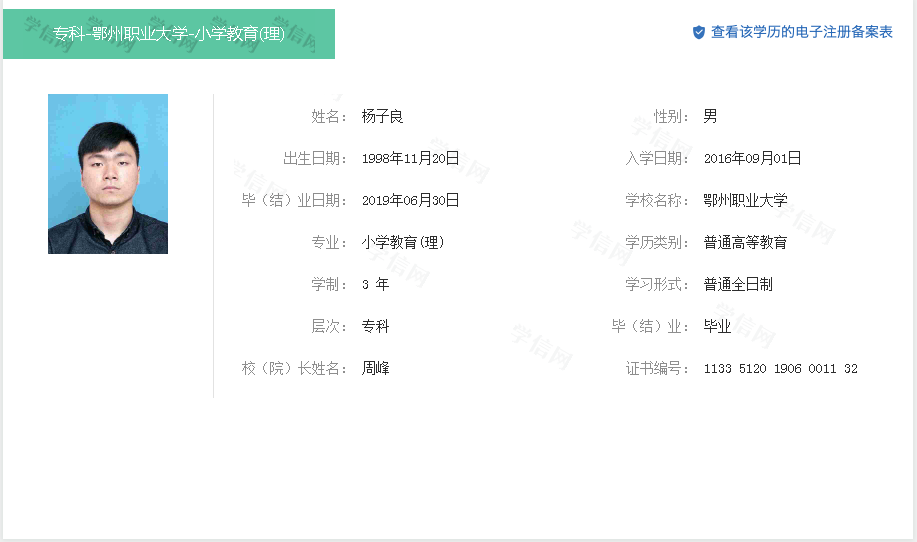 专科-鄂州职业大学-小学教育(理)
查看该学历的电子注册备案表
姓名： 杨子良 性别： 男
出生日期： 1998年11月20日 入学日期： 2016年09月01日
毕（结）业日期： 2019年06月30日 学校名称： 鄂州职业大学
专业： 小学教育(理) 学历类别： 普通高等教育
学制： 3 年 学习形式： 普通全日制
层次： 专科 毕（结）业： 毕业
校（院）长姓名： 周峰 证书编号： 1133 5120 1906 0011 32
学信网
学信网
学信网
学信网
学信网
学信网
学信网
学信网